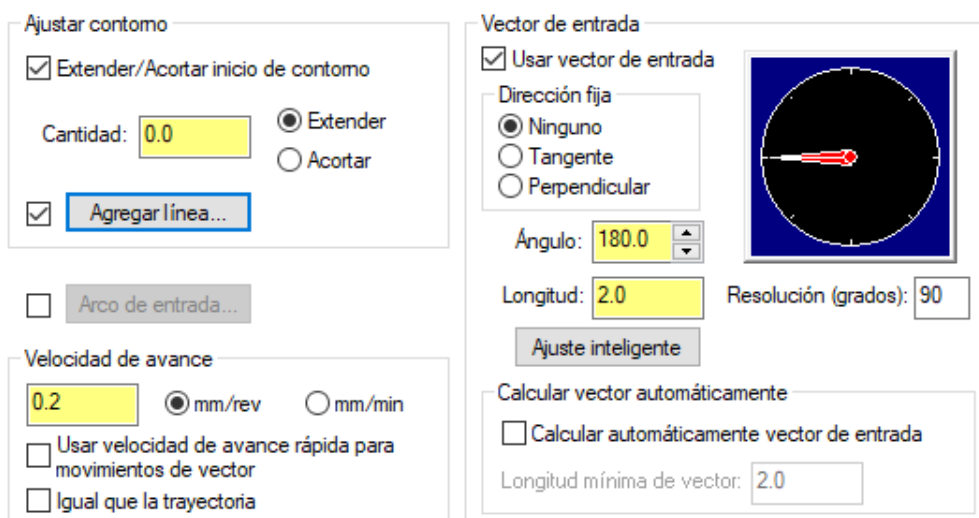 Ajustar contorno
Extender/Acortar inicio de contorno
Cantidad: 0.0
Extender
Acortar
Agregar línea...
Arco de entrada...
Velocidad de avance
0.2 mm/rev mm/min
Usar velocidad de avance rápida para
movimientos de vector
Igual que la trayectoria
Vector de entrada
Usar vector de entrada
Dirección fija
Ninguno
Tangente
Perpendicular
Ángulo: 180.0
Longitud: 2.0 Resolución (grados): 90
Ajuste inteligente
Calcular vector automáticamente
Calcular automáticamente vector de entrada
Longitud mínima de vector: 2.0